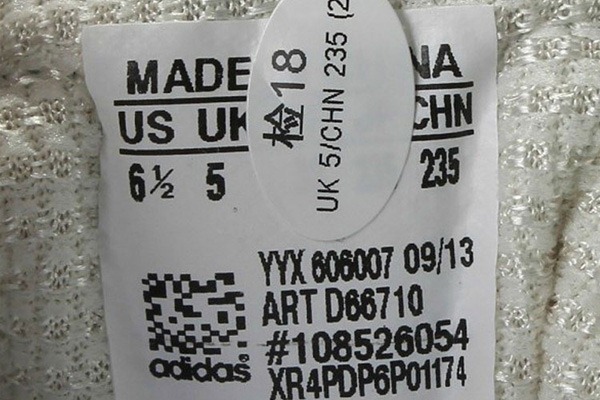 MADE NA
US UK CHN
6½ 5 235
检18
UK 5/CHN 235 (2
YYX 606007 09/13
ART D66710
#108526054
XR4PDP6P01174
adidas®